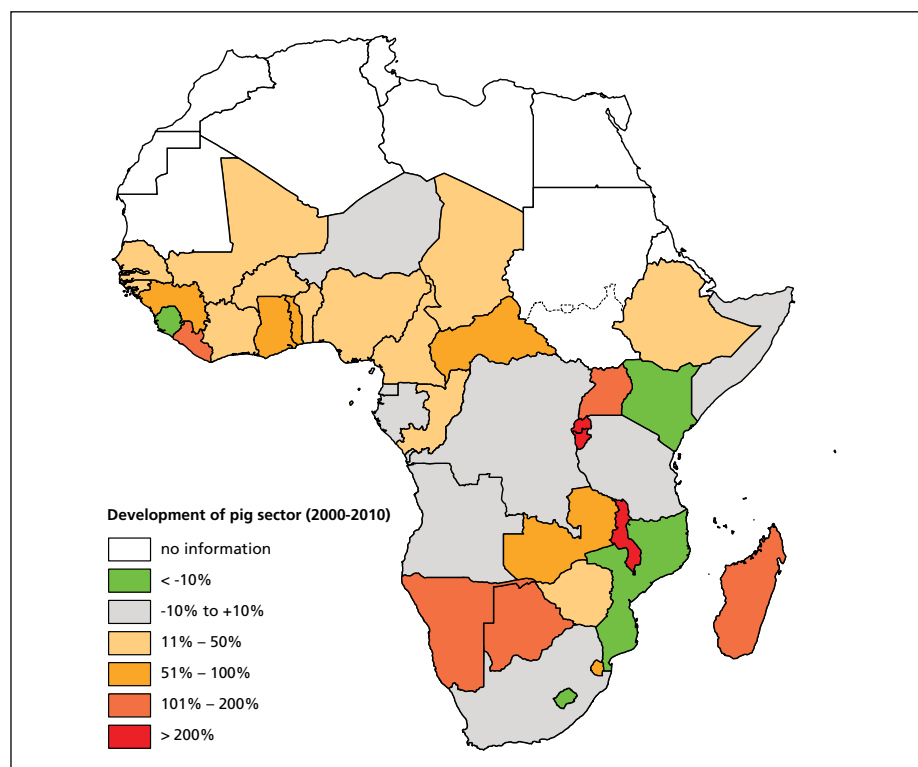 Development of pig sector (2000-2010)
no information
< -10%
-10% to +10%
11% – 50%
51% – 100%
101% – 200%
> 200%